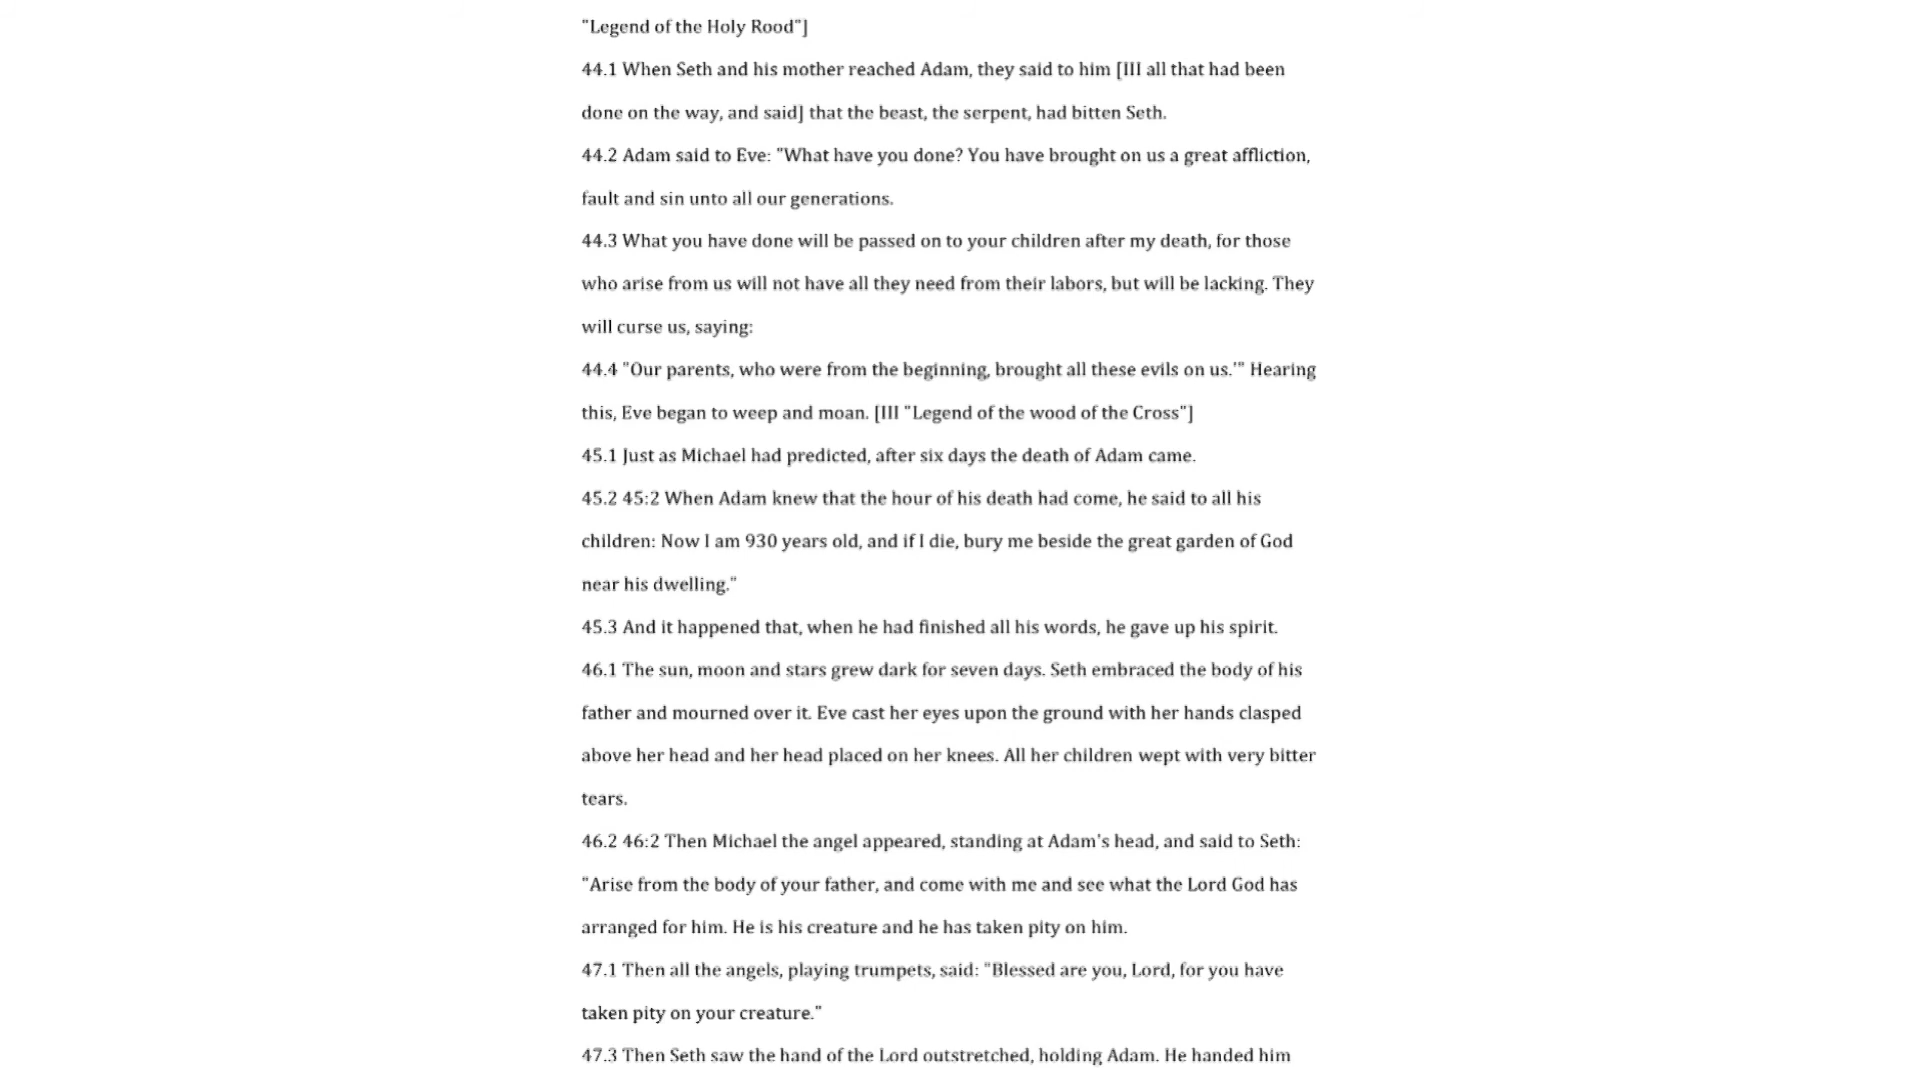 "Legend of the Holy Rood"]
44.1 When Seth and his mother reached Adam, they said to him [III all that had been
done on the way, and said] that the beast, the serpent, had bitten Seth.
44.2 Adam said to Eve: "What have you done? You have brought on us a great affliction,
fault and sin unto all our generations.
44.3 What you have done will be passed on to your children after my death, for those
who arise from us will not have all they need from their labors, but will be lacking. They
will curse us, saying:
44.4 "Our parents, who were from the beginning, brought all these evils on us.'" Hearing
this, Eve began to weep and moan. [III "Legend of the wood of the Cross"]
45.1 Just as Michael had predicted, after six days the death of Adam came.
45.2 45:2 When Adam knew that the hour of his death had come, he said to all his
children: Now I am 930 years old, and if I die, bury me beside the great garden of God
near his dwelling."
45.3 And it happened that, when he had finished all his words, he gave up his spirit.
46.1 The sun, moon and stars grew dark for seven days. Seth embraced the body of his
father and mourned over it. Eve cast her eyes upon the ground with her hands clasped
above her head and her head placed on her knees. All her children wept with very bitter
tears.
46.2 46:2 Then Michael the angel appeared, standing at Adam's head, and said to Seth:
"Arise from the body of your father, and come with me and see what the Lord God has
arranged for him. He is his creature and he has taken pity on him.
47.1 Then all the angels, playing trumpets, said: "Blessed are you, Lord, for you have
taken pity on your creature."
47.3 Then Seth saw the hand of the Lord outstretched, holding Adam. He handed him